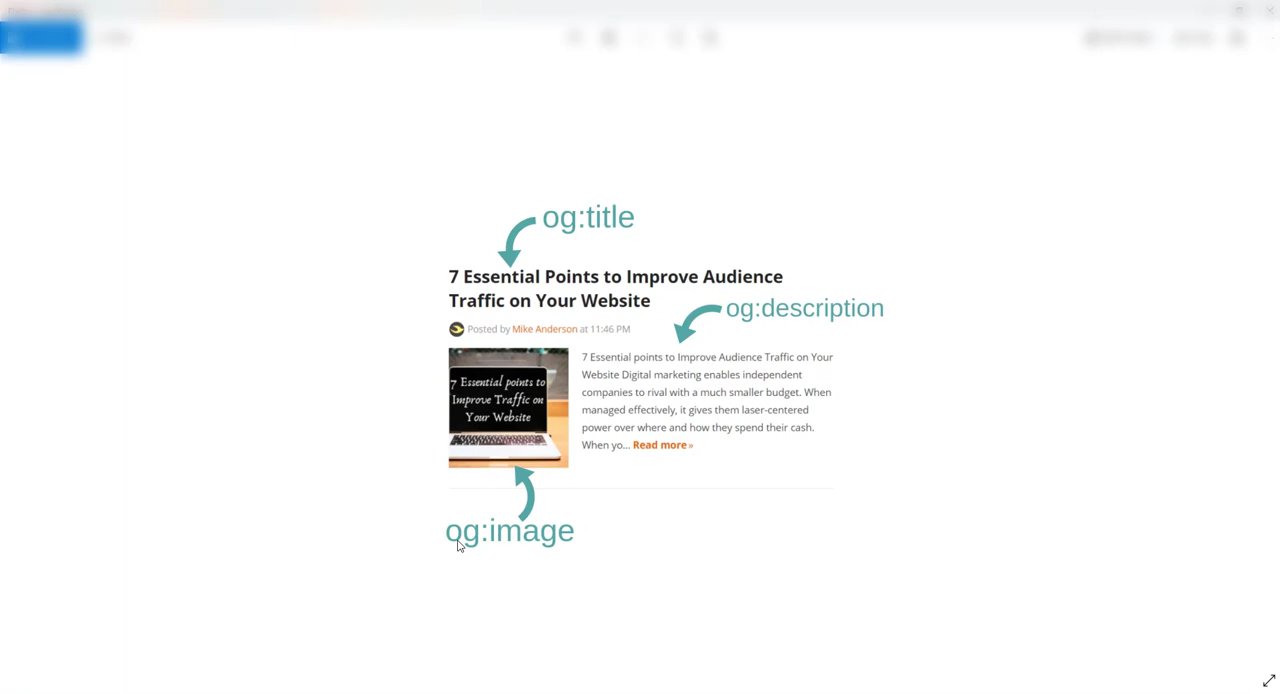 og:title
7 Essential Points to Improve Audience
Traffic on Your Website
og:description
Posted by Mike Anderson at 11:46 PM
7 Essential points to
Improve Traffic on
Your Website
7 Essential points to Improve Audience Traffic on Your
Website Digital marketing enables independent
companies to rival with a much smaller budget. When
managed effectively, it gives them laser-centered
power over where and how they spend their cash.
When yo... Read more »
og:image